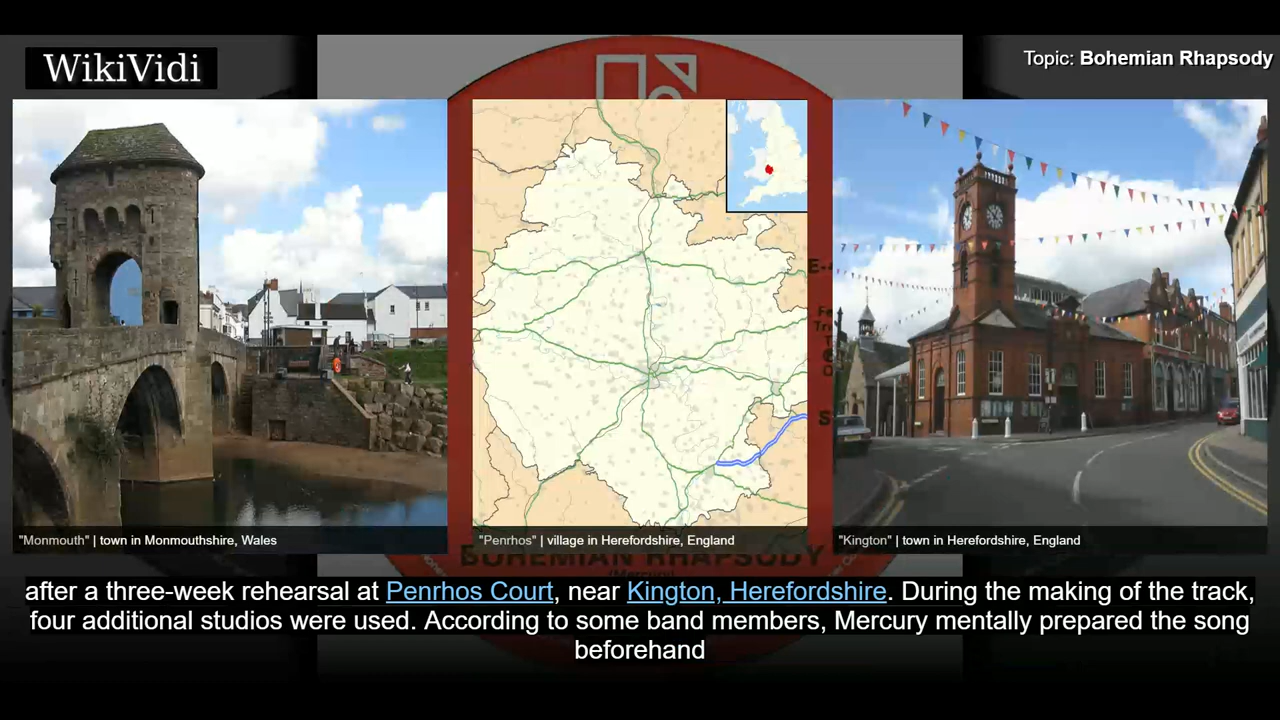 WikiVidi
Topic: Bohemian Rhapsody
"Monmouth" | town in Monmouthshire, Wales
"Penrhos" | village in Herefordshire, England
"Kington" | town in Herefordshire, England
BOHEMIAN RHAPSODY
after a three-week rehearsal at Penrhos Court, near Kington, Herefordshire. During the making of the track,
four additional studios were used. According to some band members, Mercury mentally prepared the song
beforehand